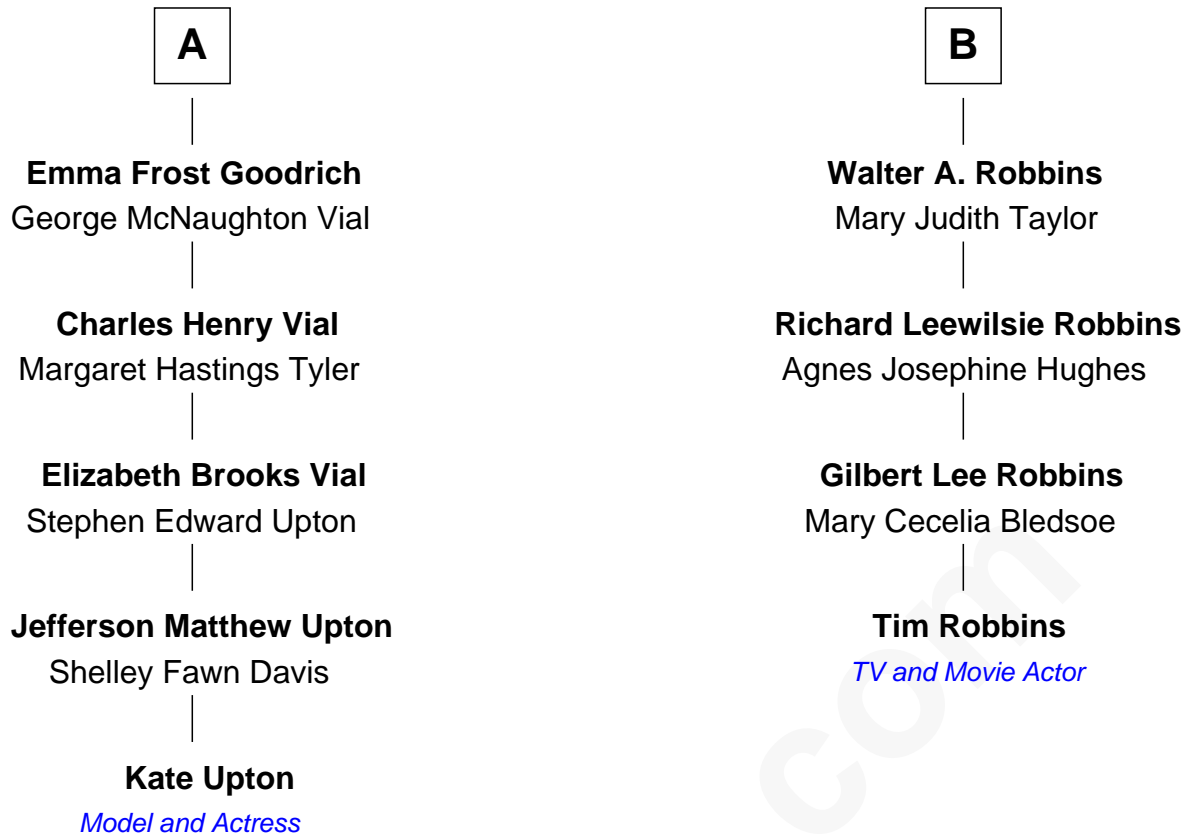 A
Emma Frost Goodrich
George McNaughton Vial
Charles Henry Vial
Margaret Hastings Tyler
Elizabeth Brooks Vial
Stephen Edward Upton
Jefferson Matthew Upton
Shelley Fawn Davis
Kate Upton
Model and Actress
B
Walter A. Robbins
Mary Judith Taylor
Richard Leewilsie Robbins
Agnes Josephine Hughes
Gilbert Lee Robbins
Mary Cecelia Bledsoe
Tim Robbins
TV and Movie Actor
com